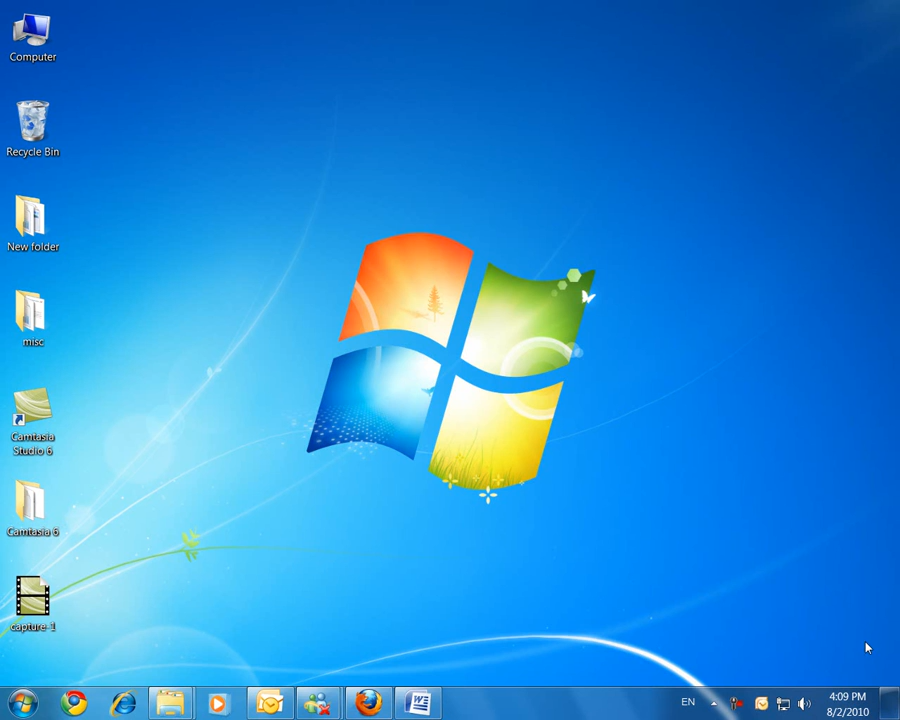 Computer
Recycle Bin
New folder
misc
Camtasia
Studio 6
Camtasia 6
capture-1
EN
4:09 PM
8/2/2010